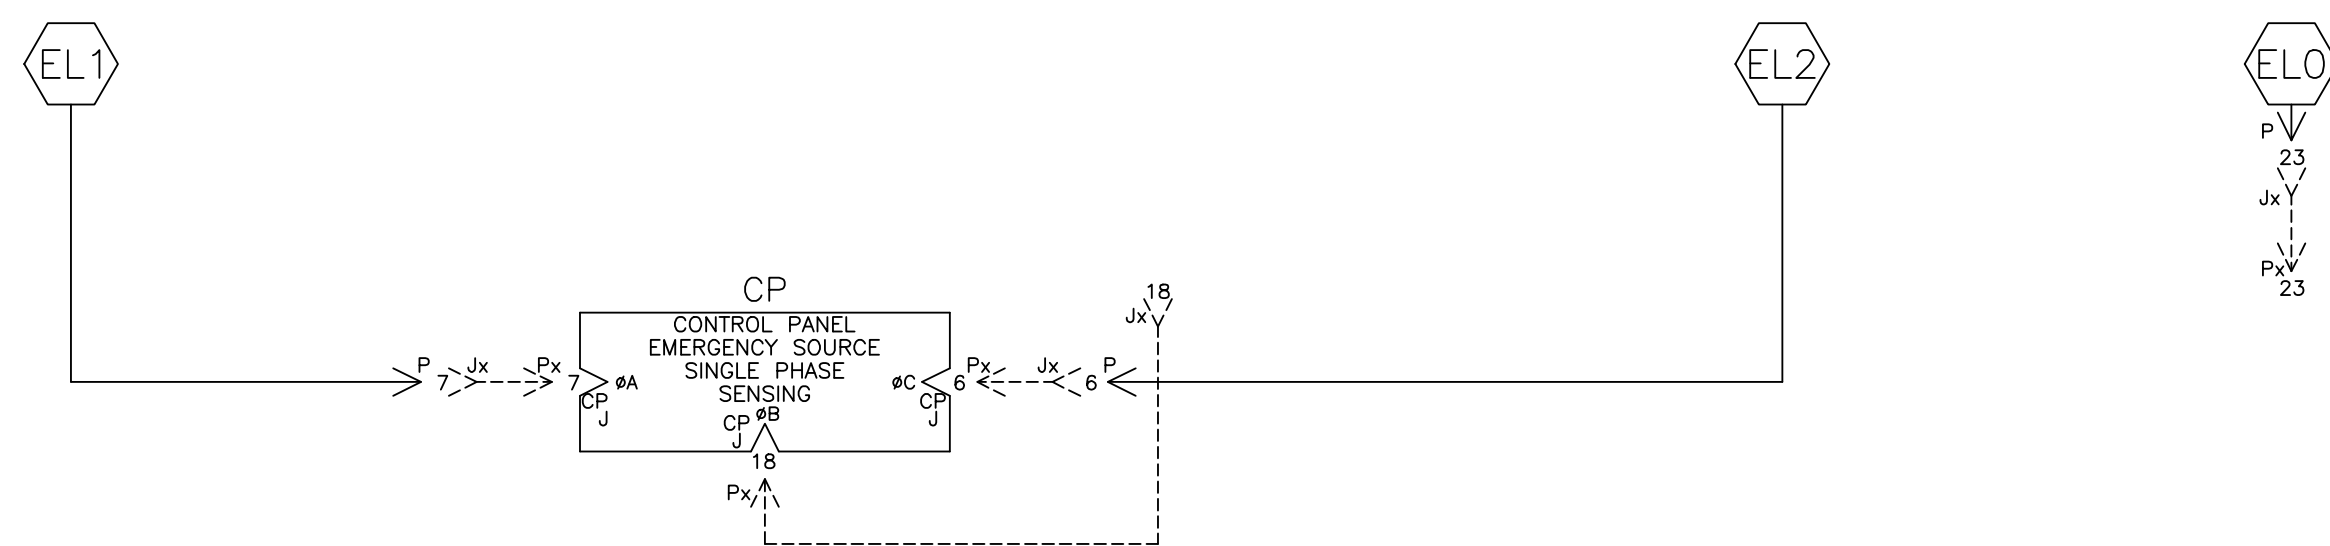 EL1
EL2
EL0
P
23
Jx
Px
23
CP
18
Jx
CONTROL PANEL
EMERGENCY SOURCE
SINGLE PHASE
SENSING
P
7
Jx
Px
7
øA
CP
J
øC
6
Px
Jx
6
P
CP
J
øB
CP
J
18
Px